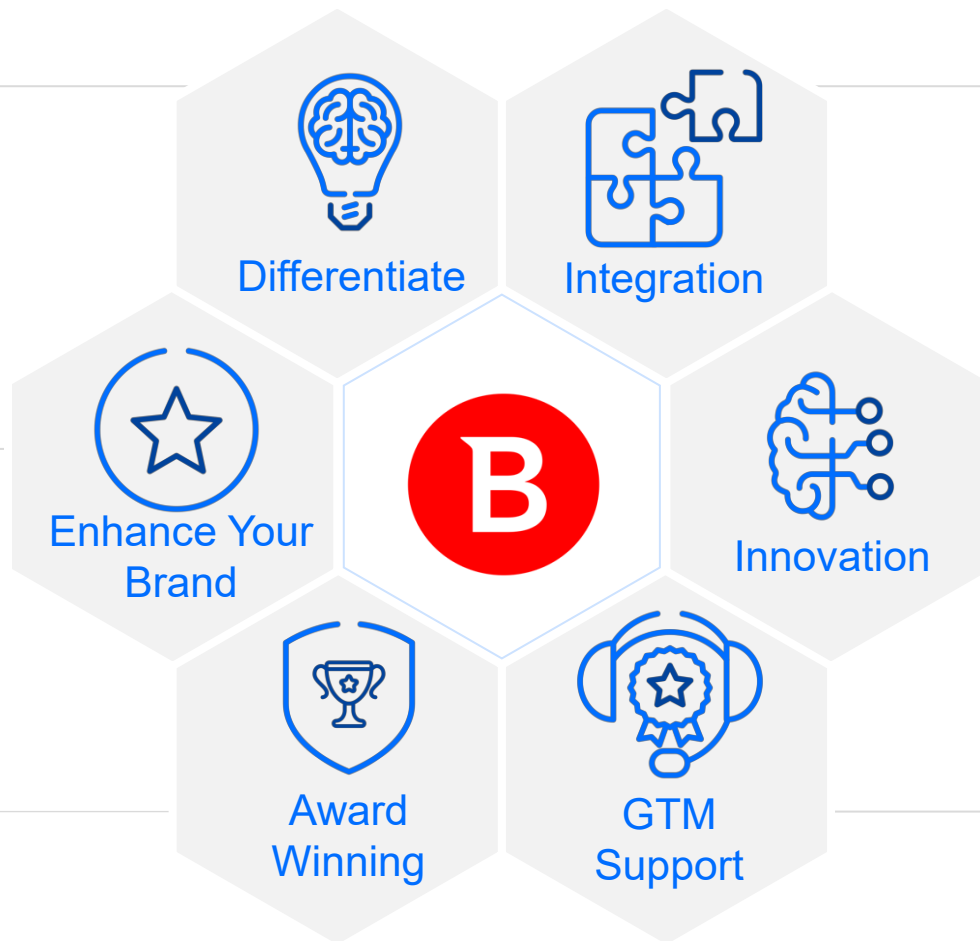 Differentiate
Integration
Enhance Your
Brand
B
Innovation
Award
Winning
GTM
Support